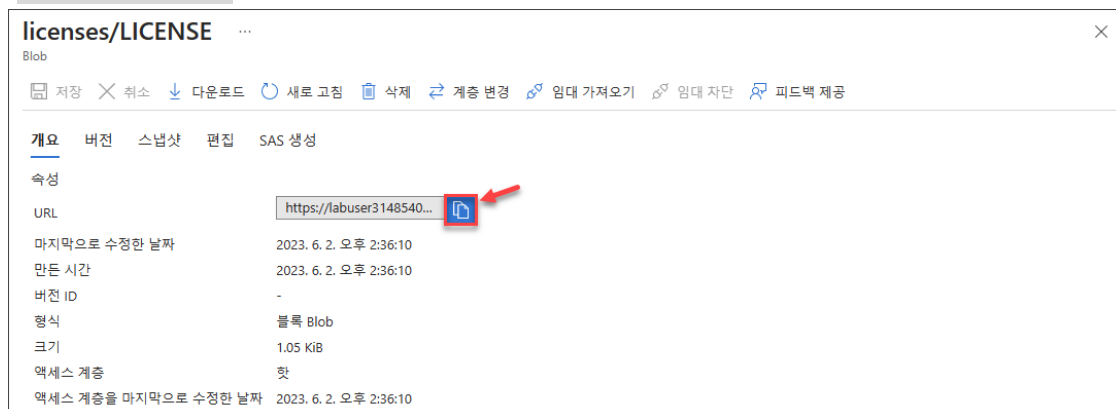 licenses/LICENSE ...
Blob
저장 취소 다운로드 새로 고침 삭제 계층 변경 임대 가져오기 임대 차단 피드백 제공
개요 버전 스냅샷 편집 SAS 생성
속성
URL https://labuser3148540...
마지막으로 수정한 날짜 2023. 6. 2. 오후 2:36:10
만든 시간 2023. 6. 2. 오후 2:36:10
버전 ID -
형식 블록 Blob
크기 1.05 KiB
액세스 계층 핫
액세스 계층을 마지막으로 수정한 날짜 2023. 6. 2. 오후 2:36:10